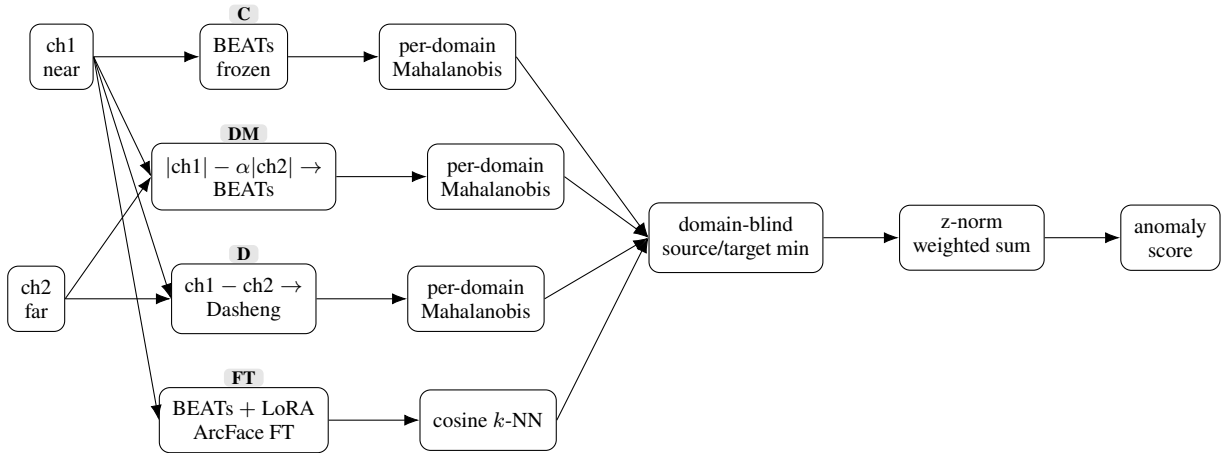 C
ch1
near
BEATs
frozen
per-domain
Mahalanobis
DM
|ch1| − α|ch2| →
BEATs
per-domain
Mahalanobis
domain-blind
source/target min
z-norm
weighted sum
anomaly
score
D
ch2
far
ch1 − ch2 →
Dasheng
per-domain
Mahalanobis
FT
BEATs + LoRA
ArcFace FT
cosine k-NN